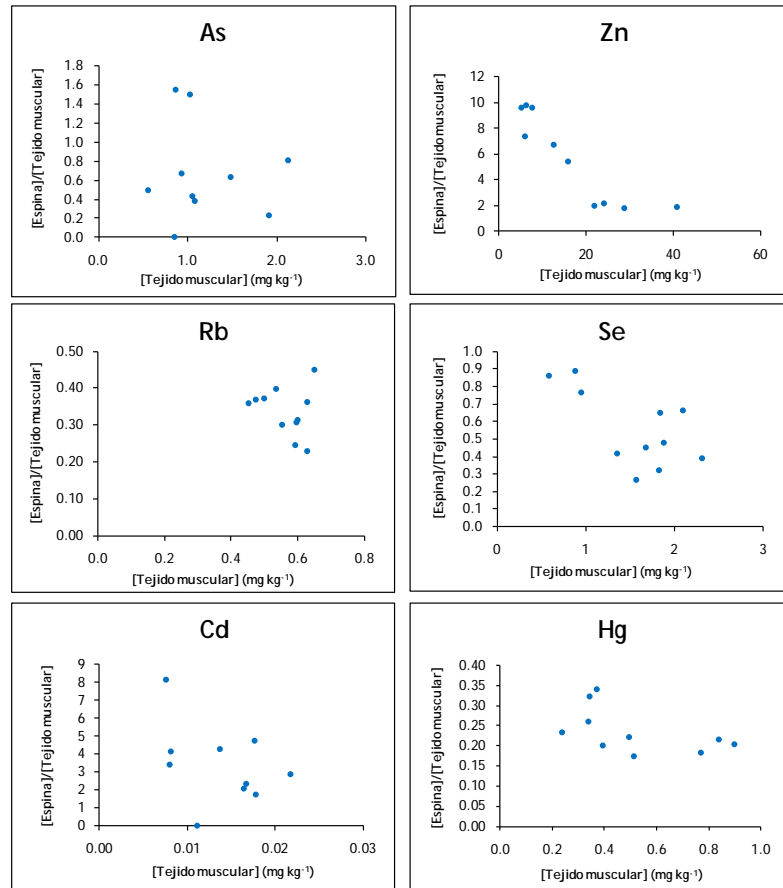 As
[Espina]/[Tejido muscular]
1.8
1.6
1.4
1.2
1.0
0.8
0.6
0.4
0.2
0.0
0.0 1.0 2.0 3.0
[Tejido muscular] (mg kg⁻¹)
Zn
[Espina]/[Tejido muscular]
12
10
8
6
4
2
0
0 20 40 60
[Tejido muscular] (mg kg⁻¹)
Rb
[Espina]/[Tejido muscular]
0.50
0.40
0.30
0.20
0.10
0.00
0.0 0.2 0.4 0.6 0.8
[Tejido muscular] (mg kg⁻¹)
Se
[Espina]/[Tejido muscular]
1.0
0.9
0.8
0.7
0.6
0.5
0.4
0.3
0.2
0.1
0.0
0 1 2 3
[Tejido muscular] (mg kg⁻¹)
Cd
[Espina]/[Tejido muscular]
9
8
7
6
5
4
3
2
1
0
0.00 0.01 0.02 0.03
[Tejido muscular] (mg kg⁻¹)
Hg
[Espina]/[Tejido muscular]
0.40
0.35
0.30
0.25
0.20
0.15
0.10
0.05
0.00
0.0 0.2 0.4 0.6 0.8 1.0
[Tejido muscular] (mg kg⁻¹)